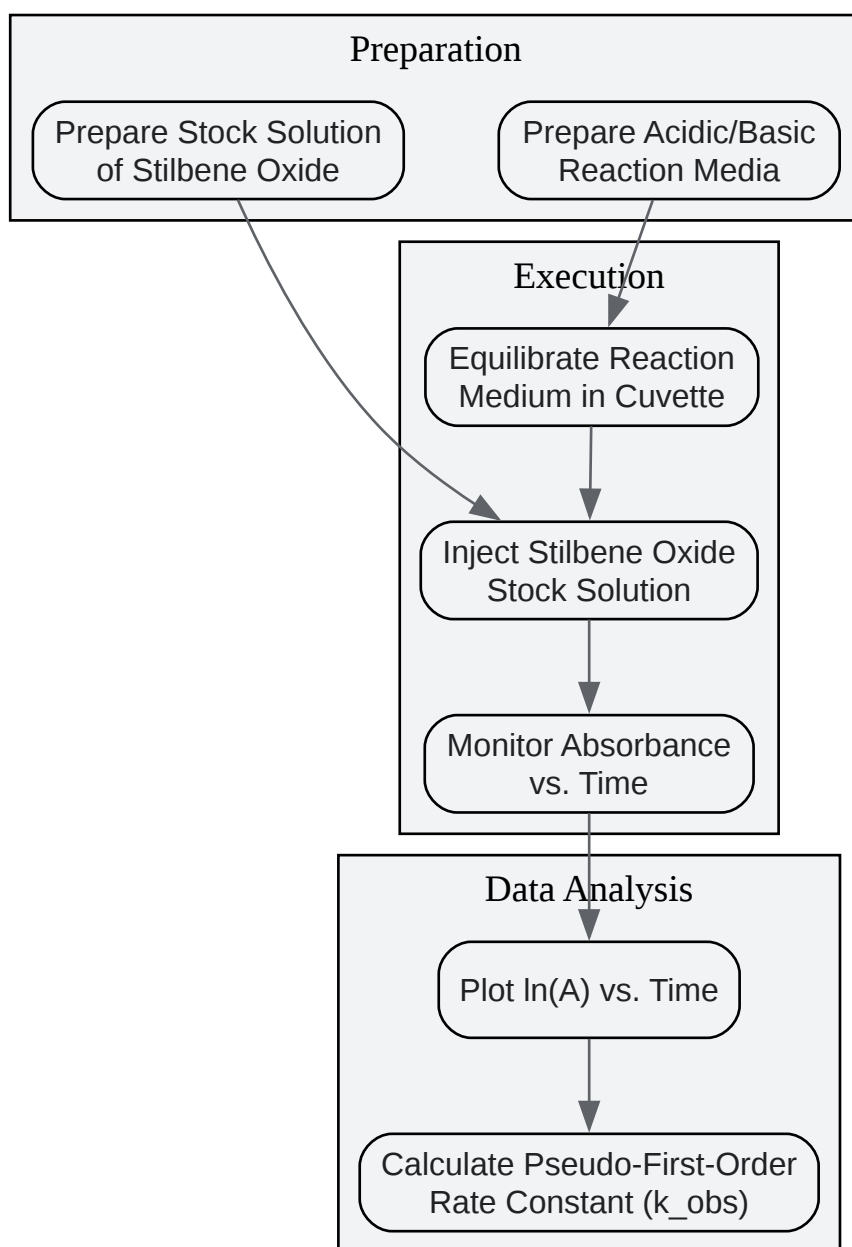 Preparation
Prepare Stock Solution
of Stilbene Oxide
Prepare Acidic/Basic
Reaction Media
Execution
Equilibrate Reaction
Medium in Cuvette
Inject Stilbene Oxide
Stock Solution
Monitor Absorbance
vs. Time
Data Analysis
Plot ln(A) vs. Time
Calculate Pseudo-First-Order
Rate Constant (k_obs)